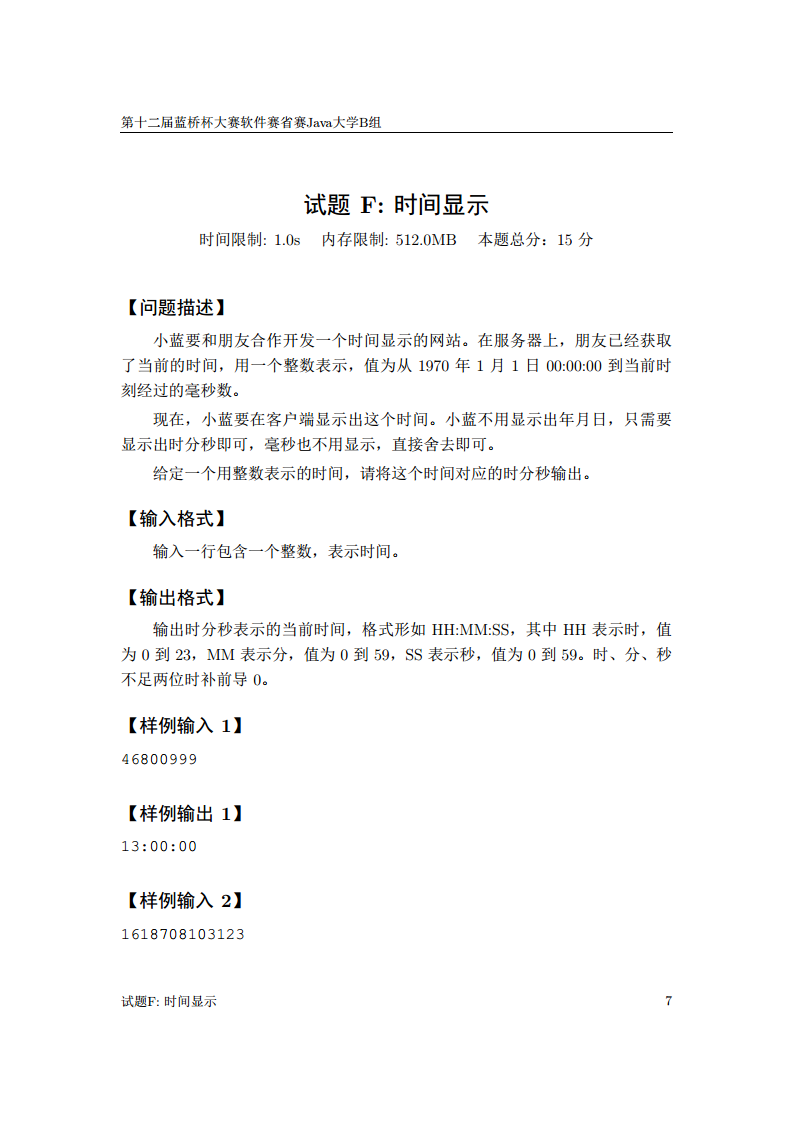 第十二届蓝桥杯大赛软件赛省赛Java大学B组
试题 F: 时间显示
时间限制: 1.0s 内存限制: 512.0MB 本题总分：15 分
【问题描述】
小蓝要和朋友合作开发一个时间显示的网站。在服务器上，朋友已经获取
了当前的时间，用一个整数表示，值为从 1970 年 1 月 1 日 00:00:00 到当前时
刻经过的毫秒数。
现在，小蓝要在客户端显示出这个时间。小蓝不用显示出年月日，只需要
显示出时分秒即可，毫秒也不用显示，直接舍去即可。
给定一个用整数表示的时间，请将这个时间对应的时分秒输出。
【输入格式】
输入一行包含一个整数，表示时间。
【输出格式】
输出时分秒表示的当前时间，格式形如 HH:MM:SS，其中 HH 表示时，值
为 0 到 23，MM 表示分，值为 0 到 59，SS 表示秒，值为 0 到 59。时、分、秒
不足两位时补前导 0。
【样例输入 1】
46800999
【样例输出 1】
13:00:00
【样例输入 2】
1618708103123
试题F: 时间显示 7